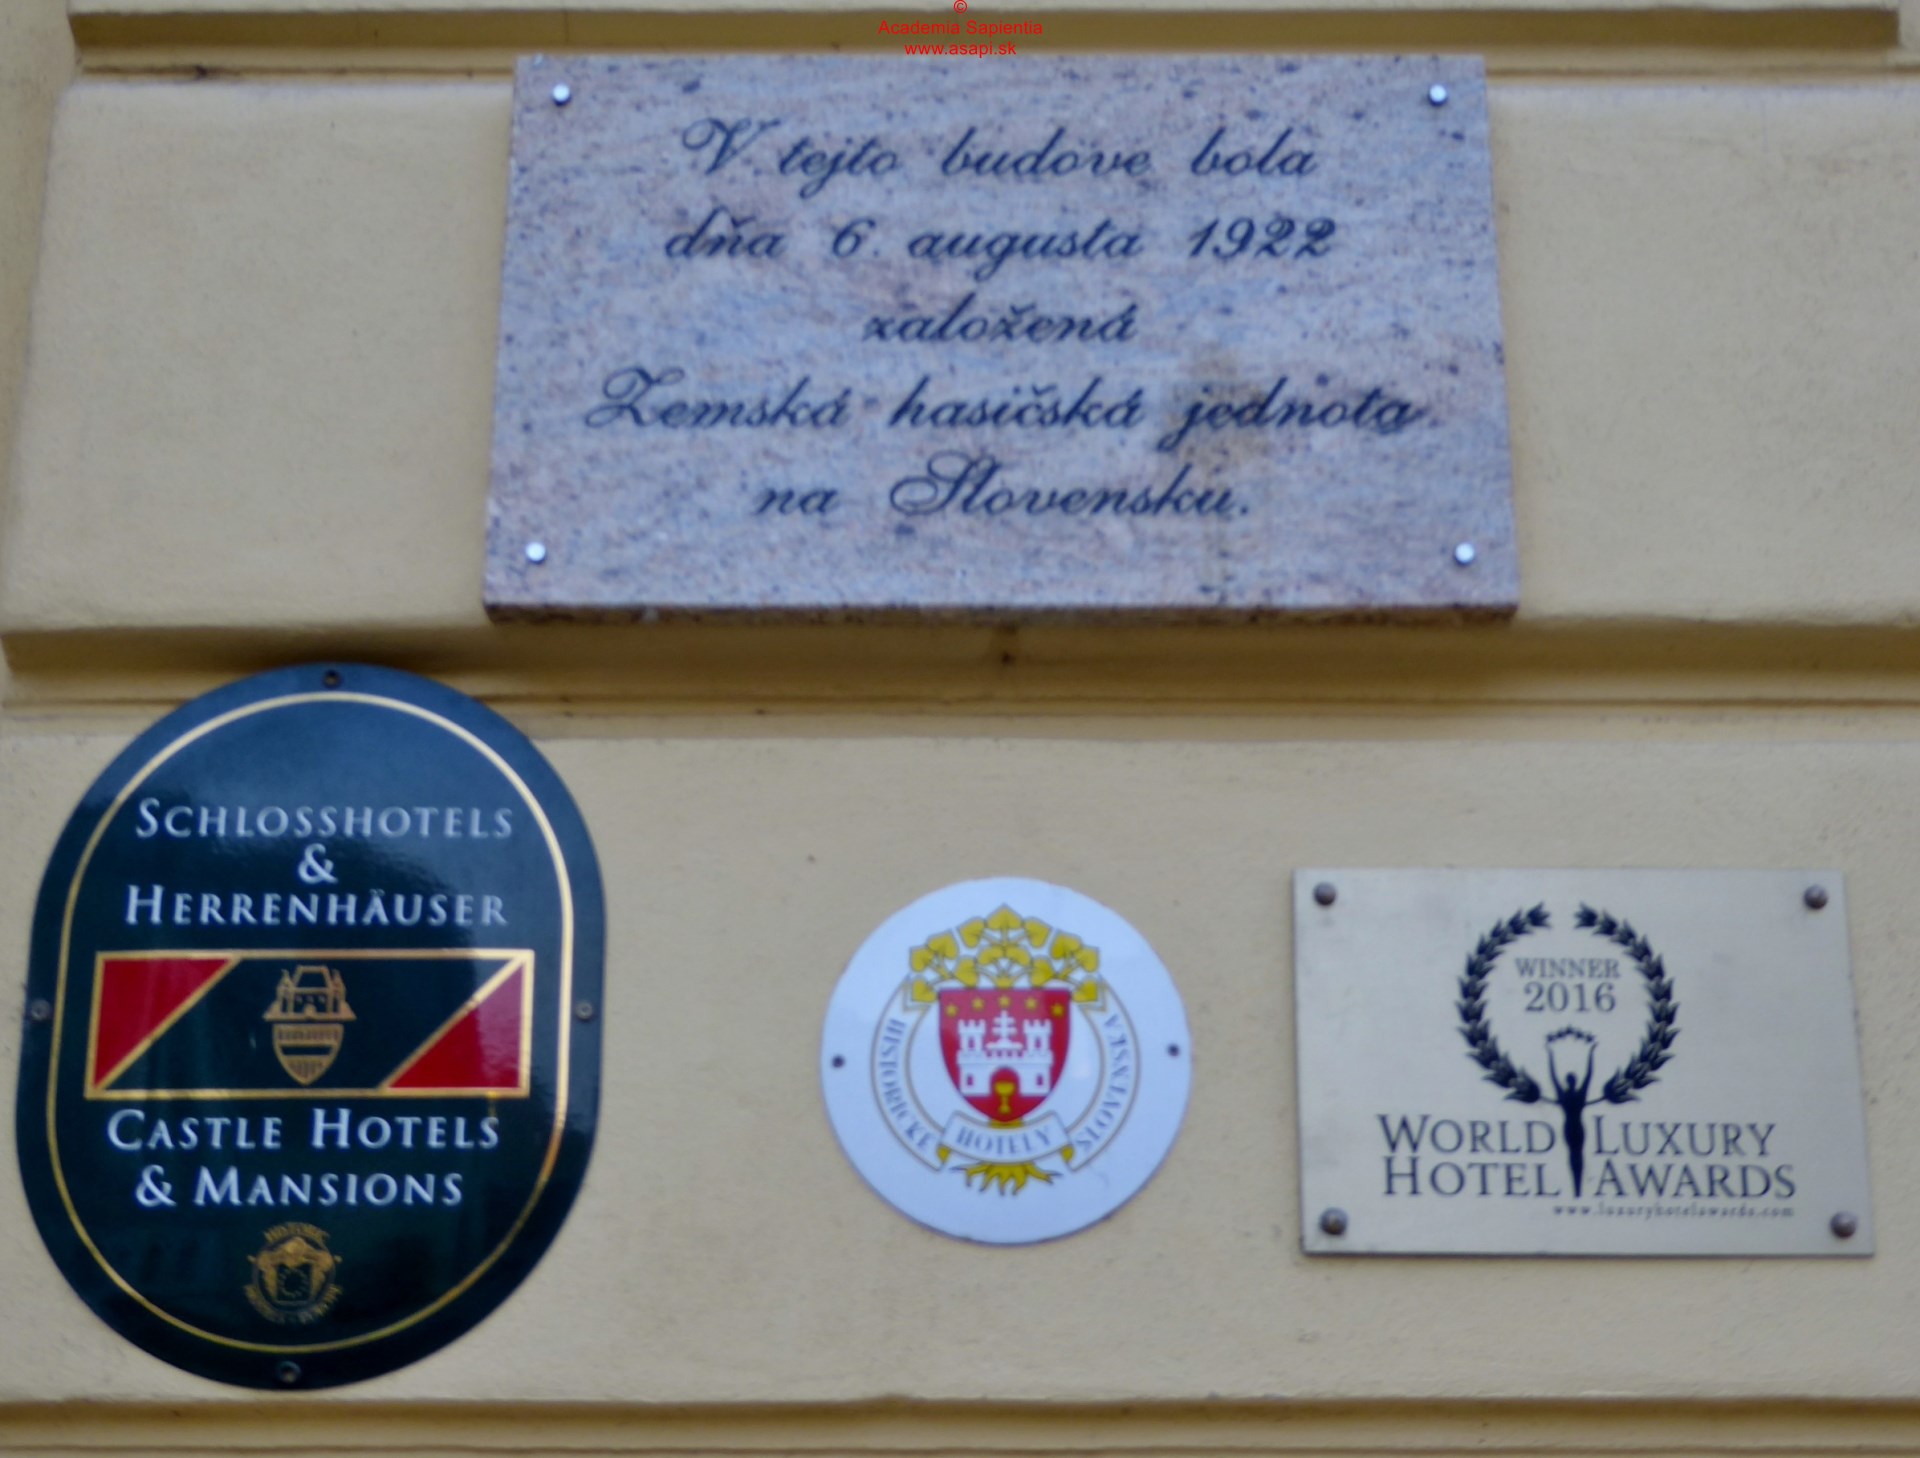 ©
Academia Sapientia
www.asapi.sk
V tejto budove bola
dňa 6. augusta 1922
založená
Zemská hasičská jednota
na Slovensku.
SCHLOSSHOTELS
&
HERRENHÄUSER
CASTLE HOTELS
& MANSIONS
HISTORIC
HISTORICKÉ
HOTELY
SLOVENSKA
WINNER
2016
WORLD LUXURY
HOTEL AWARDS
www.luxuryhotelawards.com